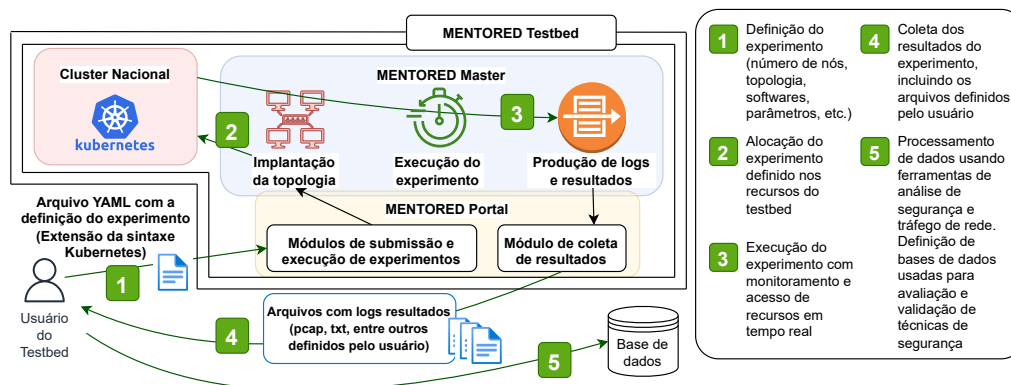 MENTORED Testbed
Cluster Nacional
kubernetes
MENTORED Master
2
3
Implantação
da topologia
Execução do
experimento
Produção de logs
e resultados
MENTORED Portal
Módulos de submissão e
execução de experimentos
Módulo de coleta
de resultados
Arquivo YAML com a
definição do experimento
(Extensão da sintaxe
Kubernetes)
1
Usuário
do
Testbed
4
Arquivos com logs resultados
(pcap, txt, entre outros
definidos pelo usuário)
5
Base de
dados
1
Definição do
experimento
(número de nós,
topologia,
softwares,
parâmetros, etc.)
2
Alocação do
experimento
definido nos
recursos do
testbed
3
Execução do
experimento com
monitoramento e
acesso de
recursos em
tempo real
4
Coleta dos
resultados do
experimento,
incluindo os
arquivos definidos
pelo usuário
5
Processamento
de dados usando
ferramentas de
análise de
segurança e
tráfego de rede.
Definição de
bases de dados
usadas para
avaliação e
validação de
técnicas de
segurança